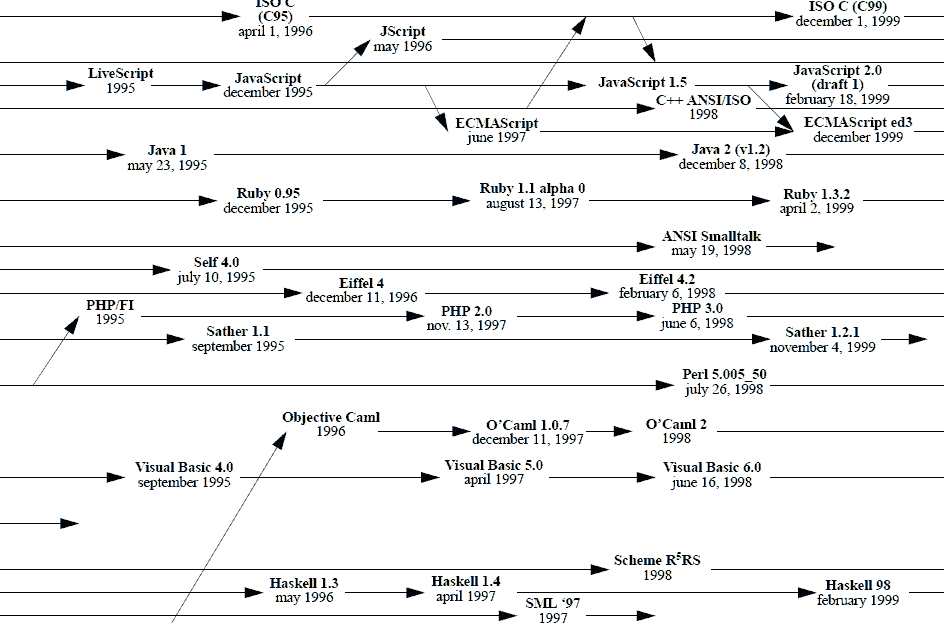 ISO C
(C95)
april 1, 1996
ISO C (C99)
december 1, 1999
JScript
may 1996
LiveScript
1995
JavaScript
december 1995
JavaScript 1.5
JavaScript 2.0
(draft 1)
february 18, 1999
C++ ANSI/ISO
1998
ECMAScript
june 1997
ECMAScript ed3
december 1999
Java 1
may 23, 1995
Java 2 (v1.2)
december 8, 1998
Ruby 0.95
december 1995
Ruby 1.1 alpha 0
august 13, 1997
Ruby 1.3.2
april 2, 1999
ANSI Smalltalk
may 19, 1998
Self 4.0
july 10, 1995
Eiffel 4
december 11, 1996
Eiffel 4.2
february 6, 1998
PHP/FI
1995
PHP 2.0
nov. 13, 1997
PHP 3.0
june 6, 1998
Sather 1.1
september 1995
Sather 1.2.1
november 4, 1999
Perl 5.005_50
july 26, 1998
Objective Caml
1996
O’Caml 1.0.7
december 11, 1997
O’Caml 2
1998
Visual Basic 4.0
september 1995
Visual Basic 5.0
april 1997
Visual Basic 6.0
june 16, 1998
Scheme R⁵RS
1998
Haskell 1.3
may 1996
Haskell 1.4
april 1997
Haskell 98
february 1999
SML ‘97
1997